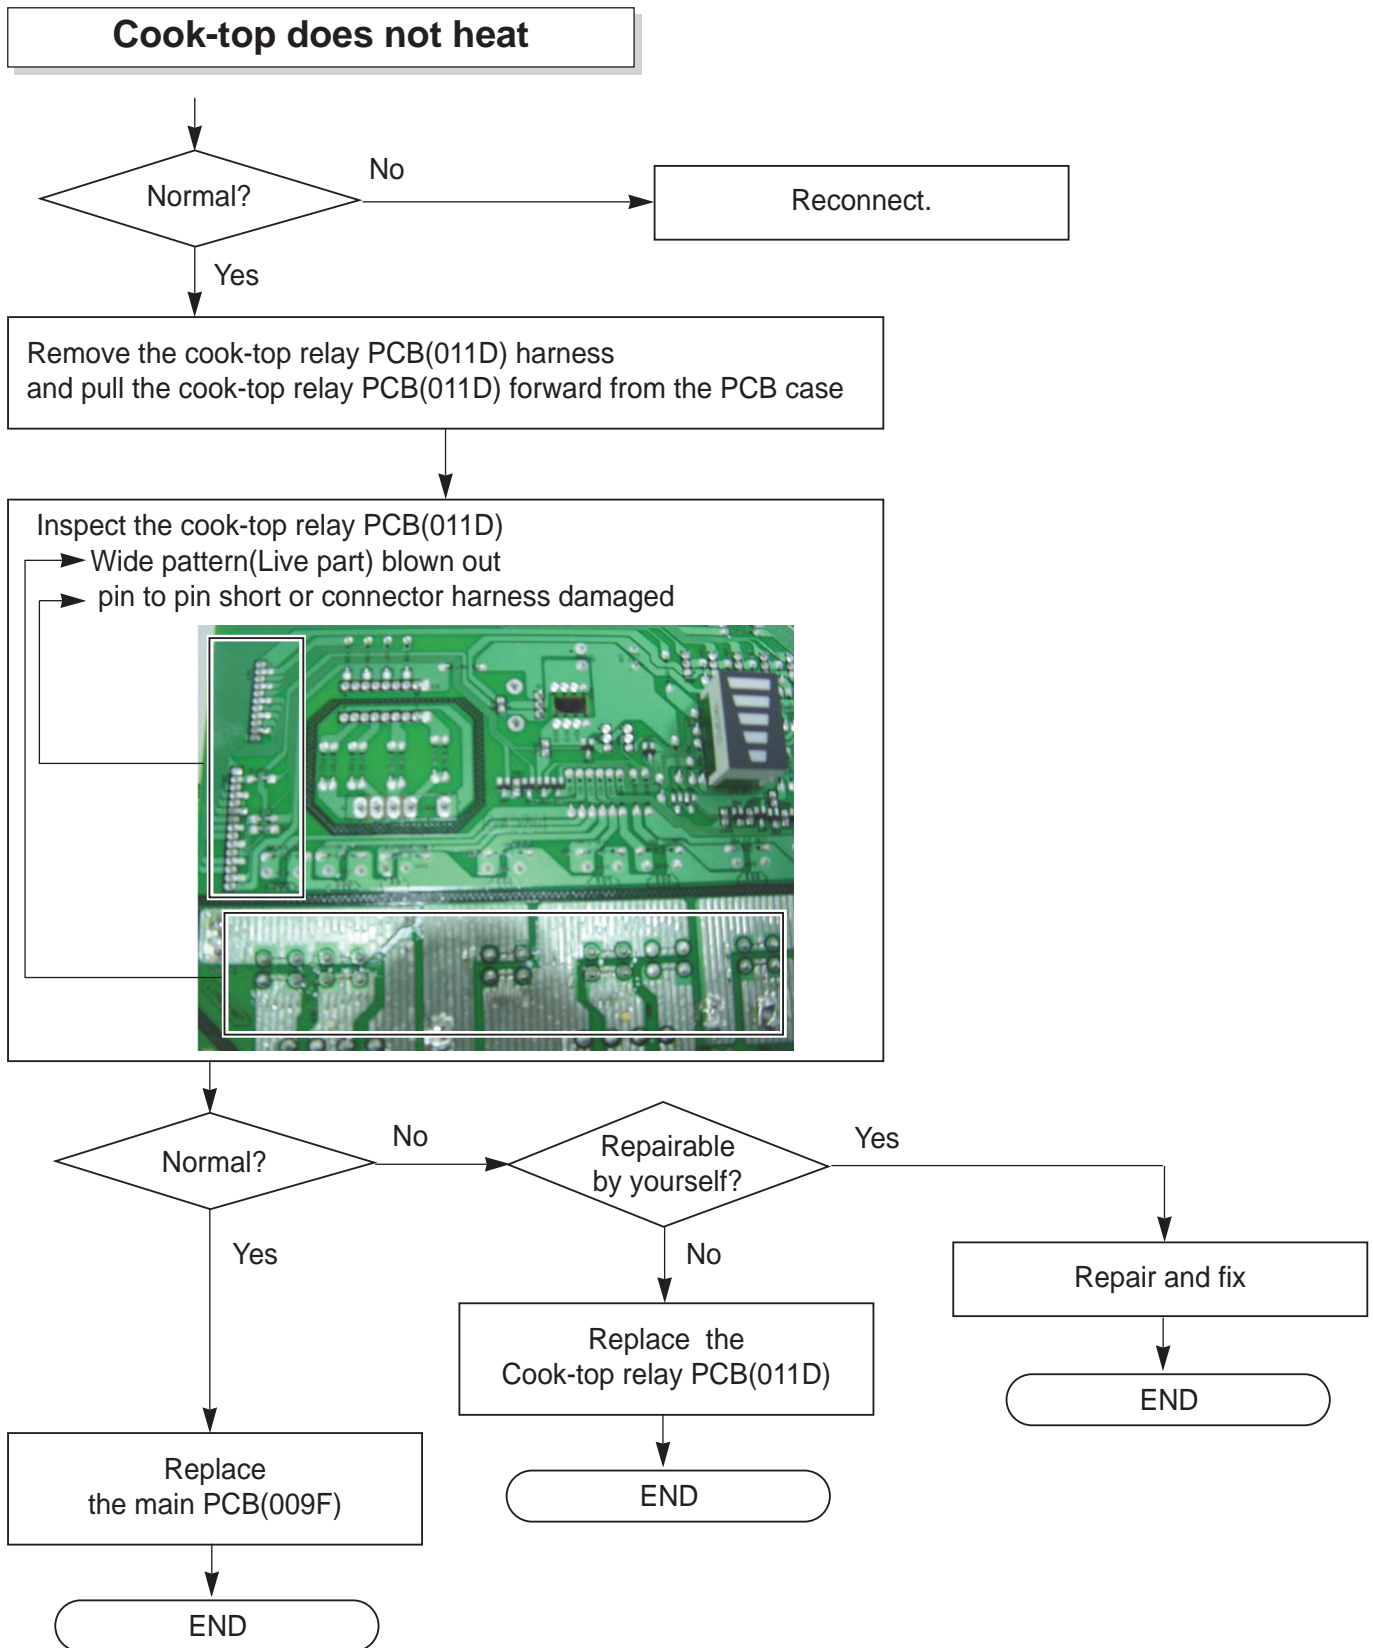 Cook-top does not heat
Normal?
No
Reconnect.
Yes
Remove the cook-top relay PCB(011D) harness
and pull the cook-top relay PCB(011D) forward from the PCB case
Inspect the cook-top relay PCB(011D)
Wide pattern(Live part) blown out
pin to pin short or connector harness damaged
Normal?
No
Repairable
by yourself?
Yes
Yes
No
Repair and fix
Replace the
Cook-top relay PCB(011D)
END
Replace
the main PCB(009F)
END
END